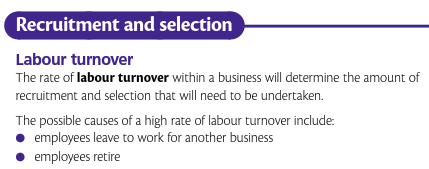 Recruitment and selection
Labour turnover
The rate of labour turnover within a business will determine the amount of
recruitment and selection that will need to be undertaken.
The possible causes of a high rate of labour turnover include:
● employees leave to work for another business
● employees retire